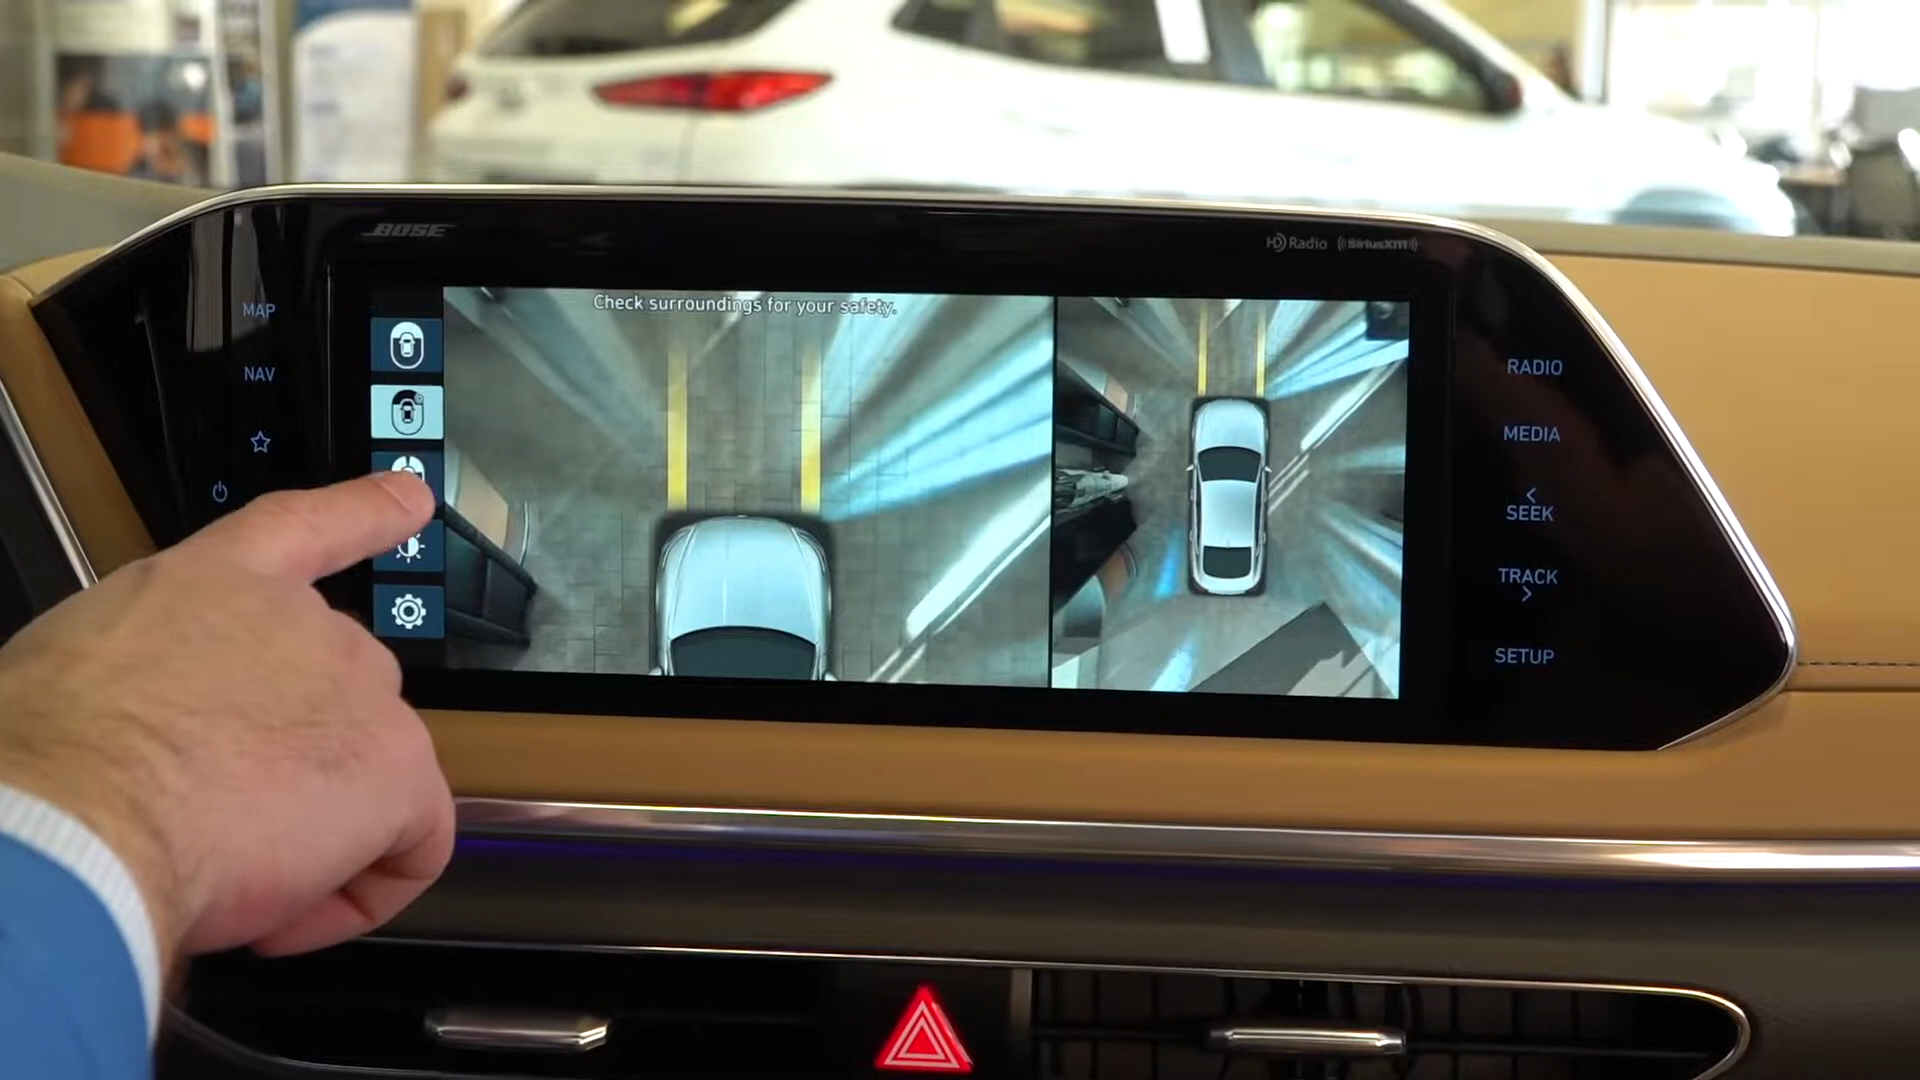 BOSE
HD Radio
((SiriusXM))
MAP
NAV
Check surroundings for your safety.
RADIO
MEDIA
<
SEEK
TRACK
>
SETUP